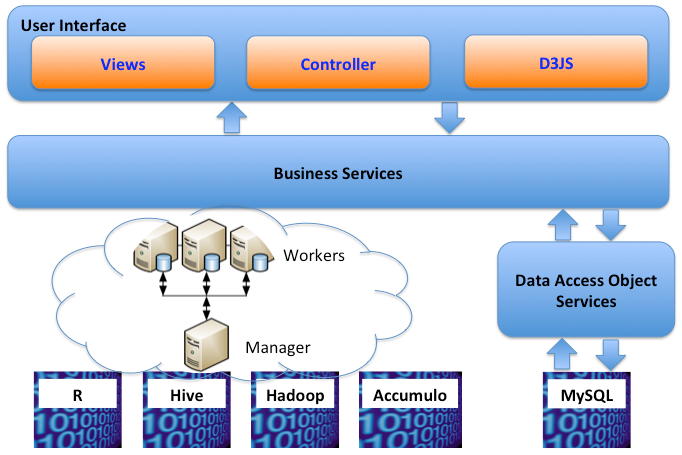 User Interface
Views
Controller
D3JS
Business Services
Workers
Manager
Data Access Object
Services
R
Hive
Hadoop
Accumulo
MySQL